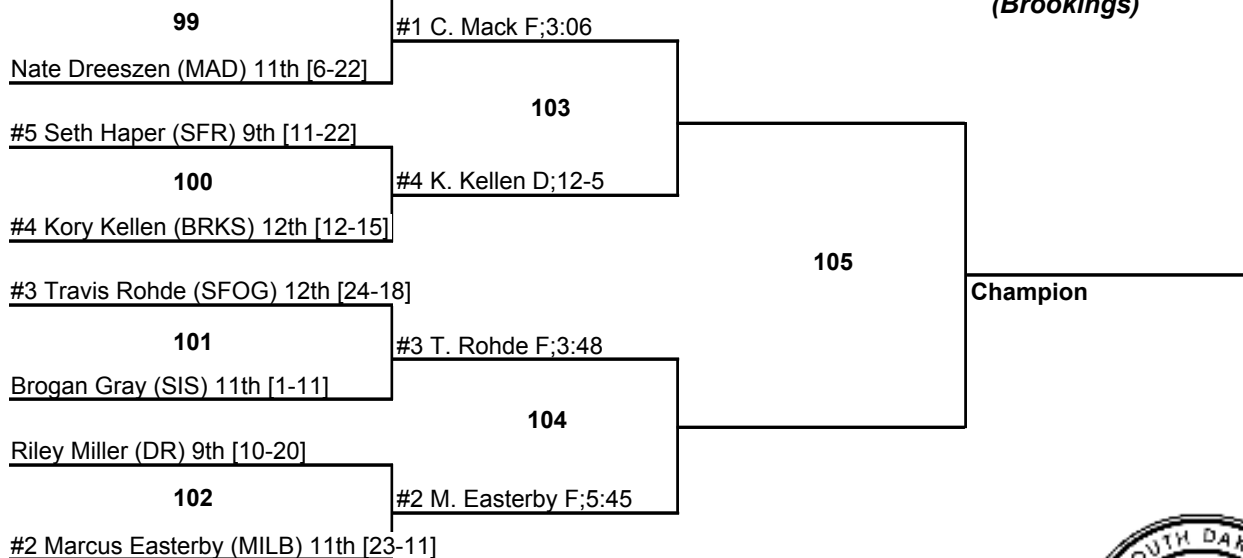 (Brookings)
99
#1 C. Mack F;3:06
Nate Dreeszen (MAD) 11th [6-22]
103
#5 Seth Haper (SFR) 9th [11-22]
100
#4 K. Kellen D;12-5
#4 Kory Kellen (BRKS) 12th [12-15]
105
#3 Travis Rohde (SFOG) 12th [24-18]
Champion
101
#3 T. Rohde F;3:48
Brogan Gray (SIS) 11th [1-11]
104
Riley Miller (DR) 9th [10-20]
102
#2 M. Easterby F;5:45
#2 Marcus Easterby (MILB) 11th [23-11]